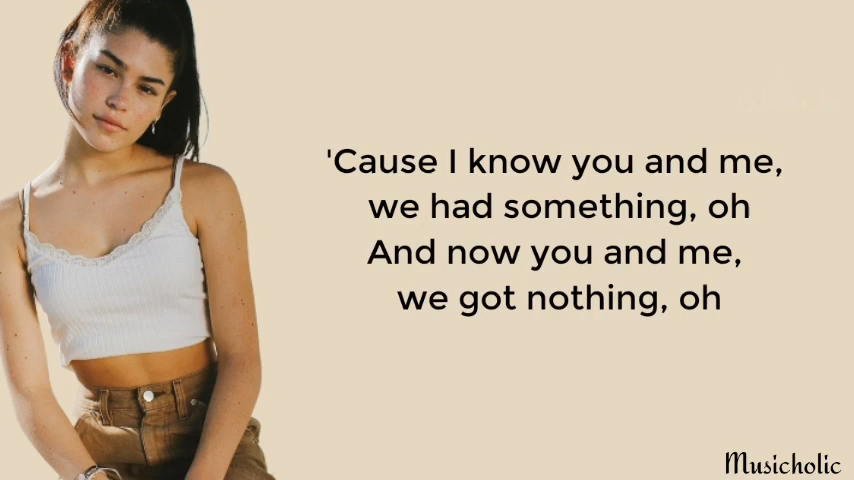 'Cause I know you and me,
we had something, oh
And now you and me,
we got nothing, oh
Musicholic